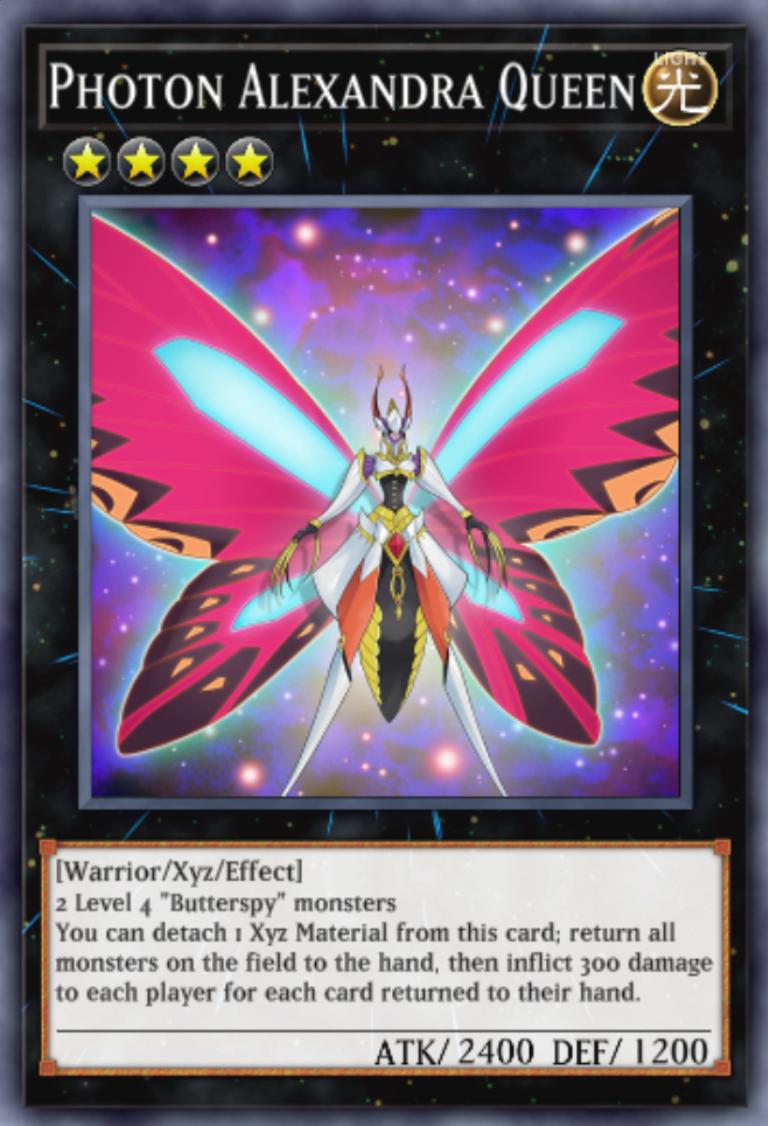 PHOTON ALEXANDRA QUEEN
LIGHT
光
[Warrior/Xyz/Effect]
2 Level 4 "Butterspy" monsters
You can detach 1 Xyz Material from this card; return all
monsters on the field to the hand, then inflict 300 damage
to each player for each card returned to their hand.
ATK/ 2400 DEF/ 1200